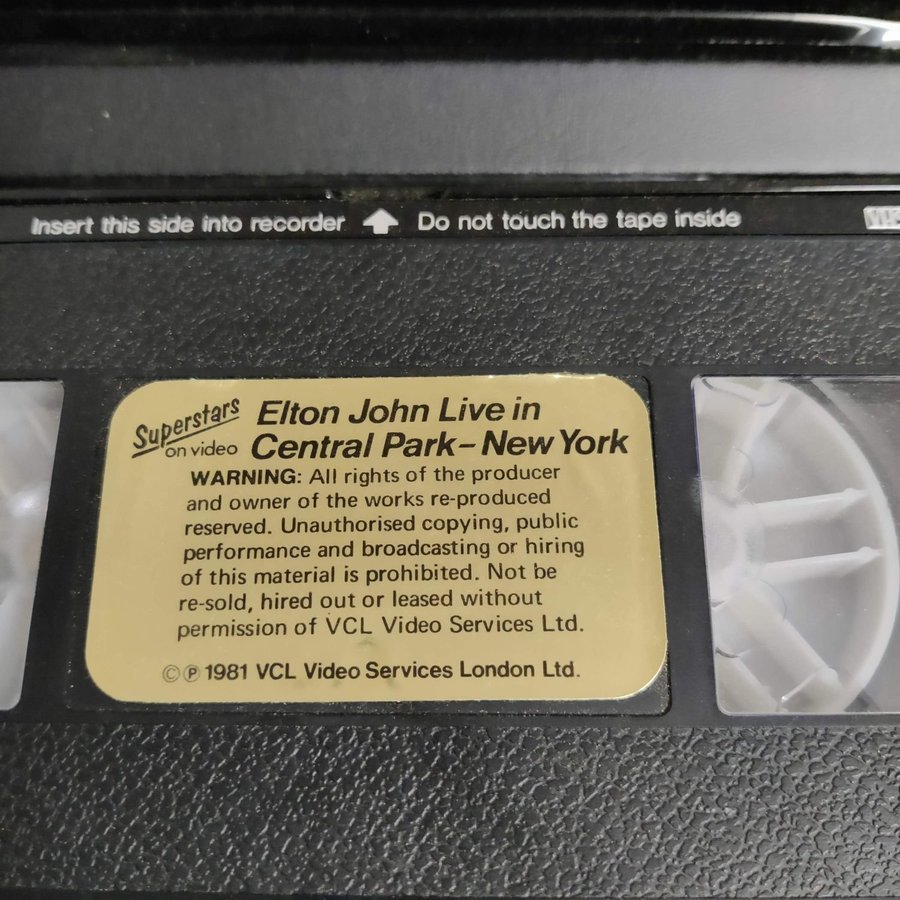 Insert this side into recorder Do not touch the tape inside VHS
Superstars on video
Elton John Live in
Central Park – New York
WARNING: All rights of the producer
and owner of the works re-produced
reserved. Unauthorised copying, public
performance and broadcasting or hiring
of this material is prohibited. Not be
re-sold, hired out or leased without
permission of VCL Video Services Ltd.
©℗ 1981 VCL Video Services London Ltd.